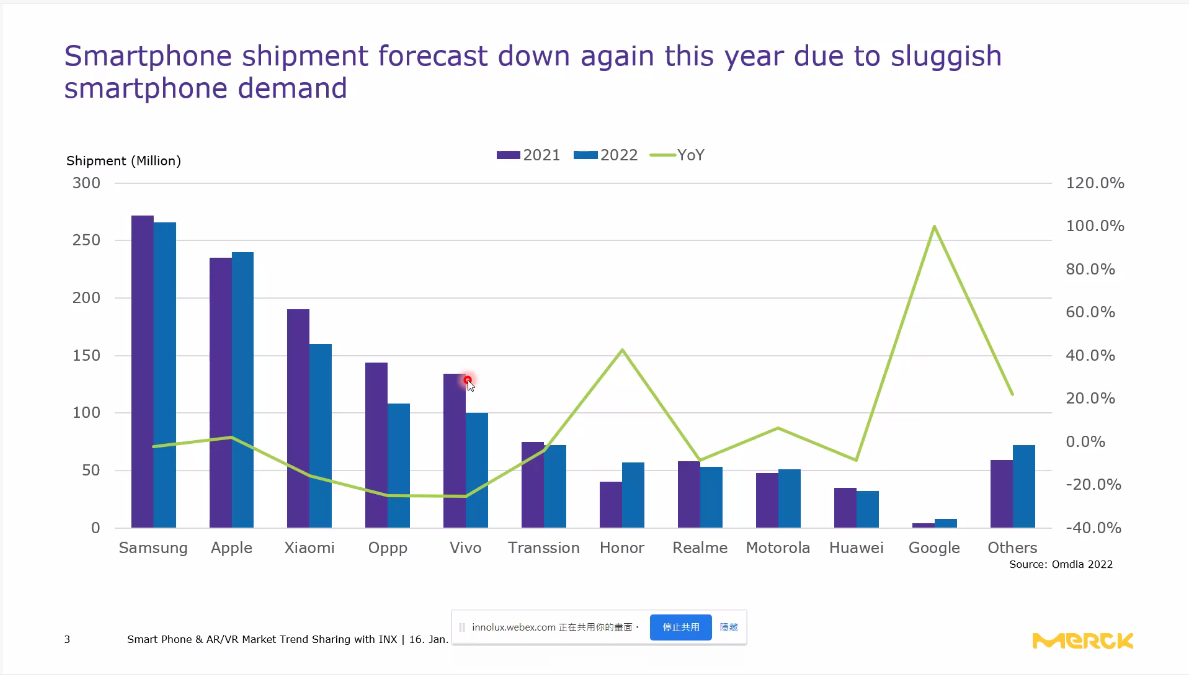 Smartphone shipment forecast down again this year due to sluggish
smartphone demand
Shipment (Million)
2021 2022 YoY
300
250
200
150
100
50
0
120.0%
100.0%
80.0%
60.0%
40.0%
20.0%
0.0%
-20.0%
-40.0%
Samsung Apple Xiaomi Oppp Vivo Transsion Honor Realme Motorola Huawei Google Others
Source: Omdia 2022
3 Smart Phone & AR/VR Market Trend Sharing with INX | 16. Jan.
innolux.webex.com 正在共用你的畫面。 停止共用 隱藏
MERCK